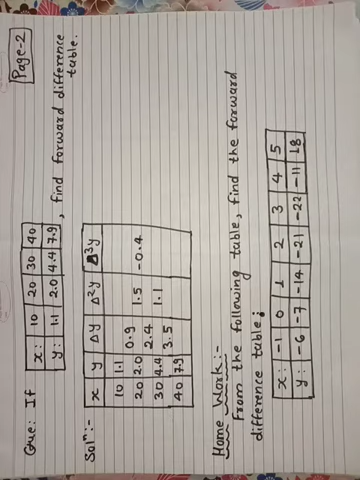 Page-2
Que: If
x: 10 20 30 40
y: 1.1 2.0 4.4 7.9
, find forward difference
table.
Solⁿ:-
x y Δy Δ²y Δ³y
10 1.1
0.9
20 2.0 1.5
2.4 -0.4
30 4.4 1.1
3.5
40 7.9
Home Work:-
From the following table, find the forward
difference table:
x: -1 0 1 2 3 4 5
y: -6 -7 -14 -21 -22 -11 18